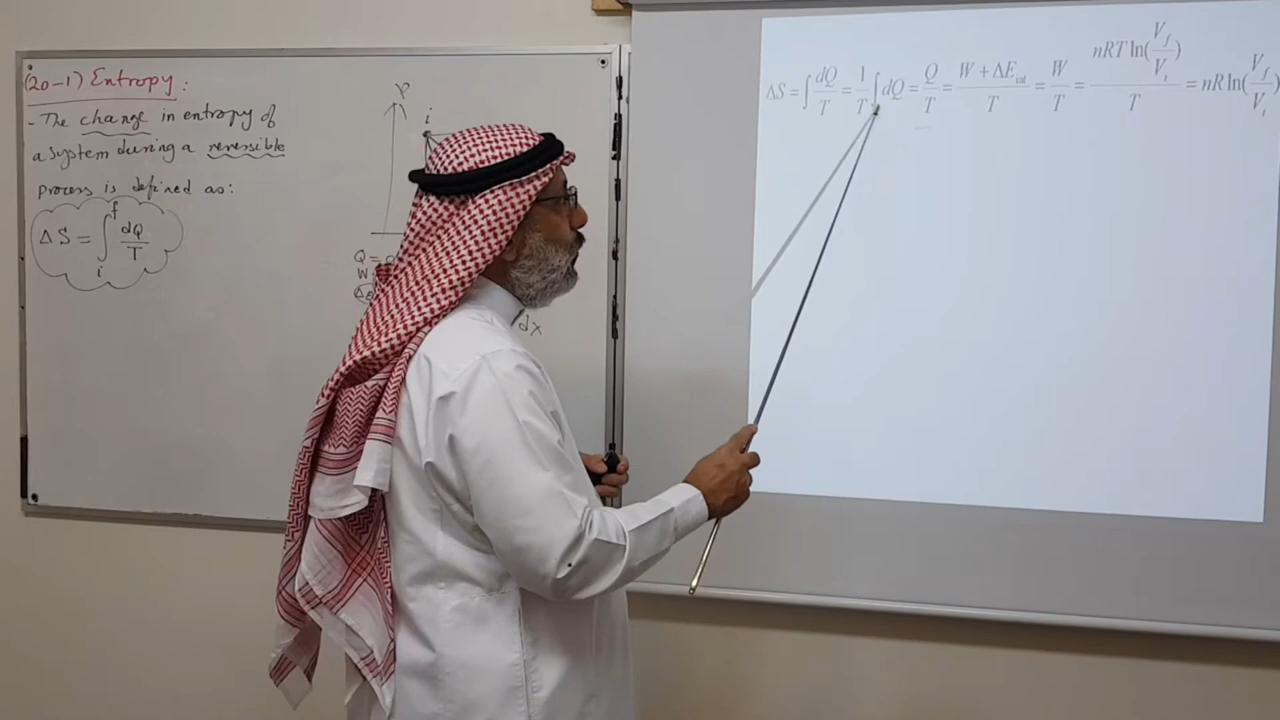 (20-1) Entropy:
- The change in entropy of
a system during a reversible
process is defined as:
ΔS = ∫_i^f dQ/T
P
i
Q =
W
dx
ΔS = ∫ dQ/T = 1/T ∫ dQ = Q/T = (W + ΔE_int)/T = W/T = nRT ln(V_f/V_i)/T = nR ln(V_f/V_i)